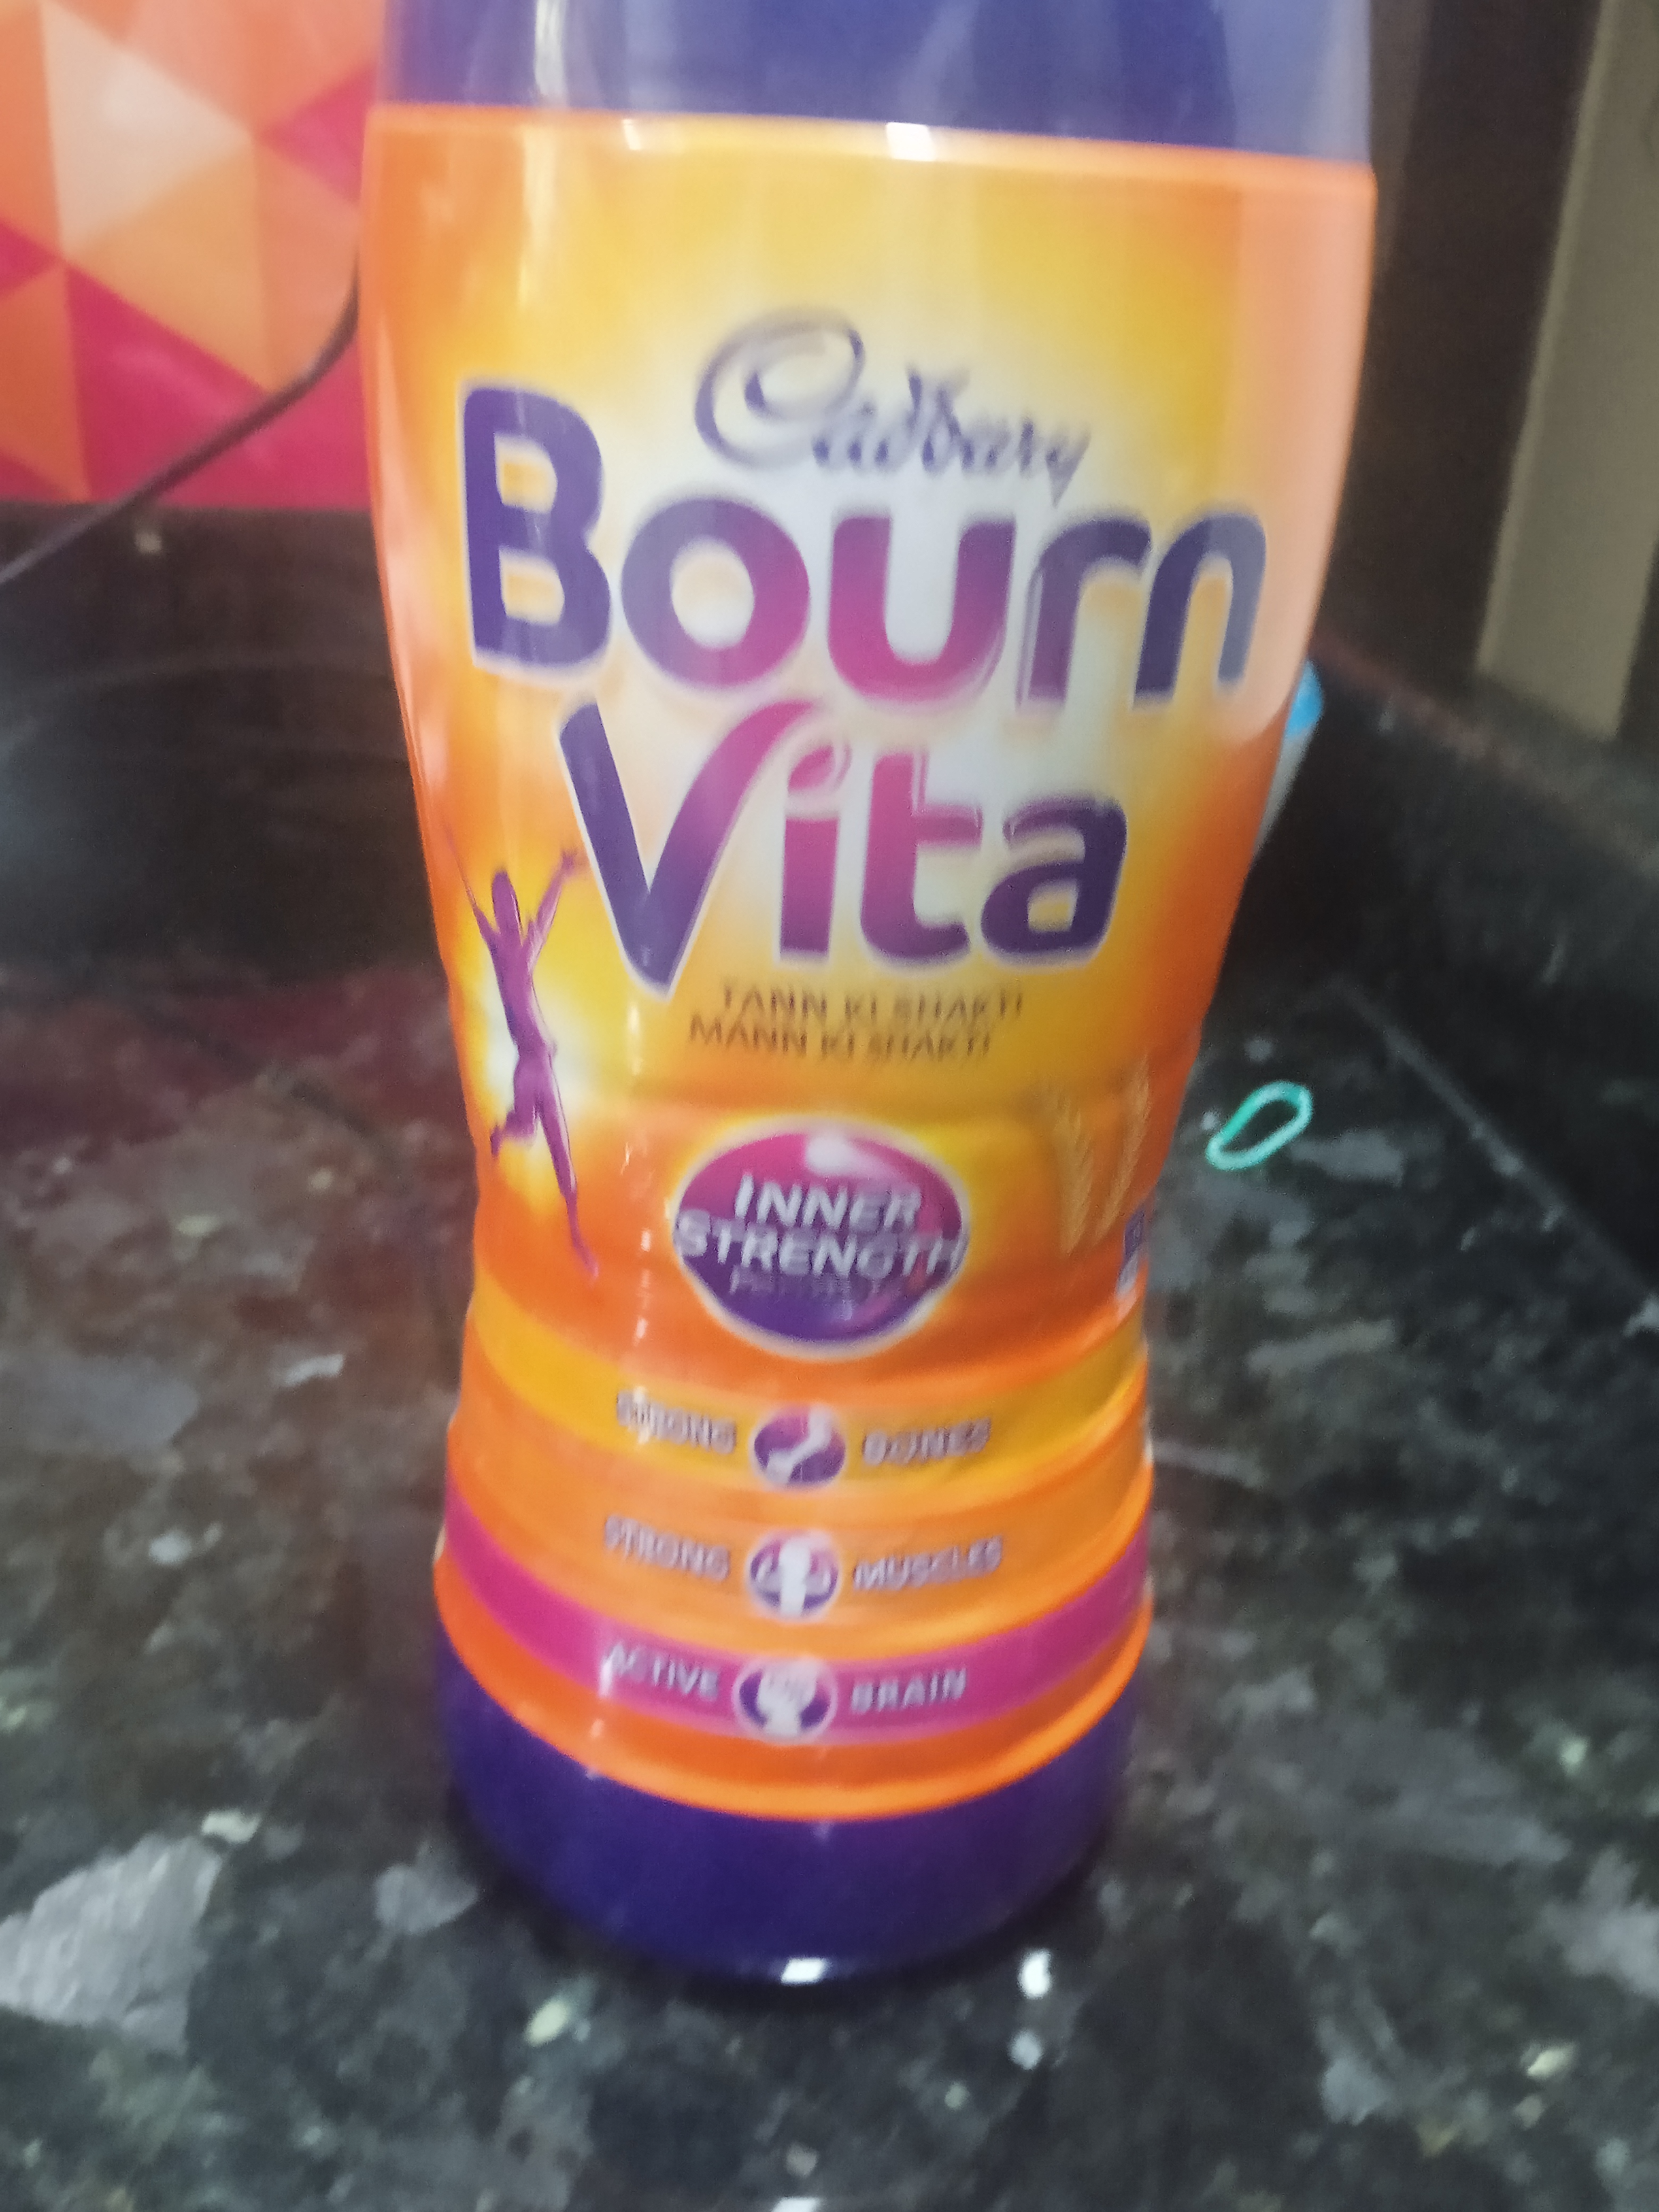 Cadbury
Bourn
Vita
TANN KI SHAKTI
MANN KI SHAKTI
INNER
STRENGTH
STRONG BONES
STRONG MUSCLES
ACTIVE BRAIN